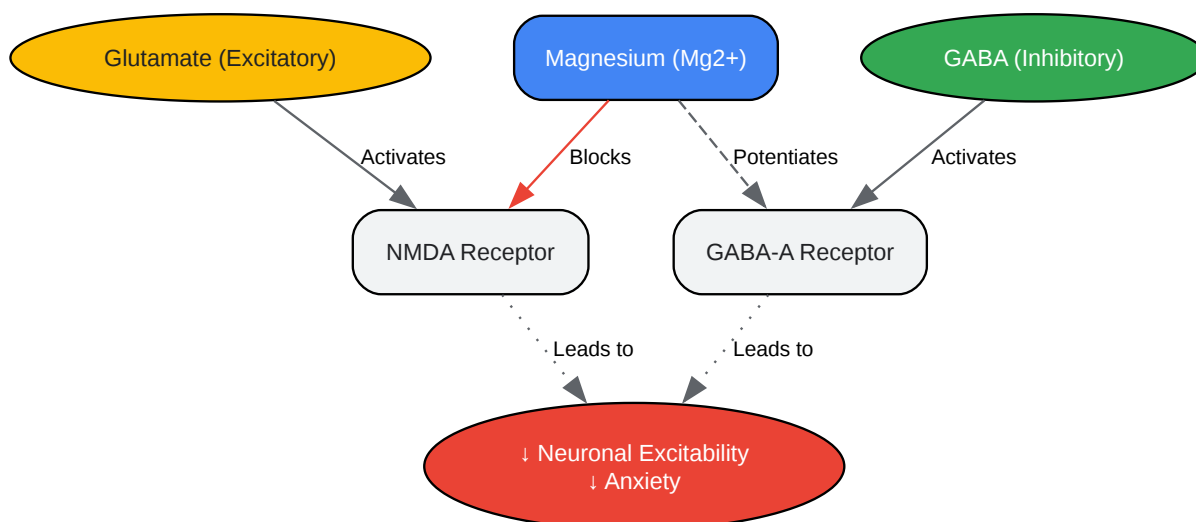 Glutamate (Excitatory)
Magnesium (Mg2+)
GABA (Inhibitory)
Activates
Blocks
Potentiates
Activates
NMDA Receptor
GABA-A Receptor
Leads to
Leads to
↓ Neuronal Excitability
↓ Anxiety